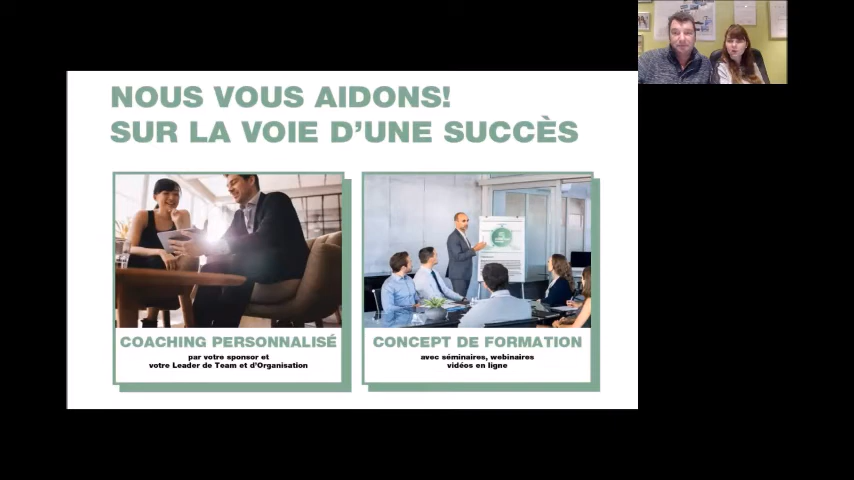 NOUS VOUS AIDONS!
SUR LA VOIE D'UNE SUCCÈS
COACHING PERSONNALISÉ
par votre sponsor et
votre Leader de Team et d'Organisation
CONCEPT DE FORMATION
avec séminaires, webinaires
vidéos en ligne